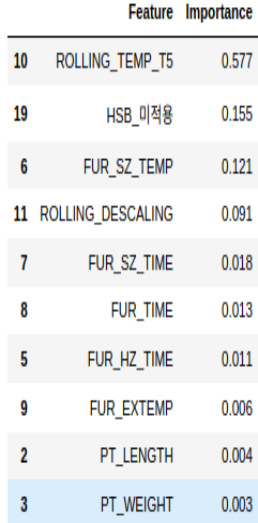 Feature Importance
10 ROLLING_TEMP_T5 0.577
19 HSB_미적용 0.155
6 FUR_SZ_TEMP 0.121
11 ROLLING_DESCALING 0.091
7 FUR_SZ_TIME 0.018
8 FUR_TIME 0.013
5 FUR_HZ_TIME 0.011
9 FUR_EXTEMP 0.006
2 PT_LENGTH 0.004
3 PT_WEIGHT 0.003